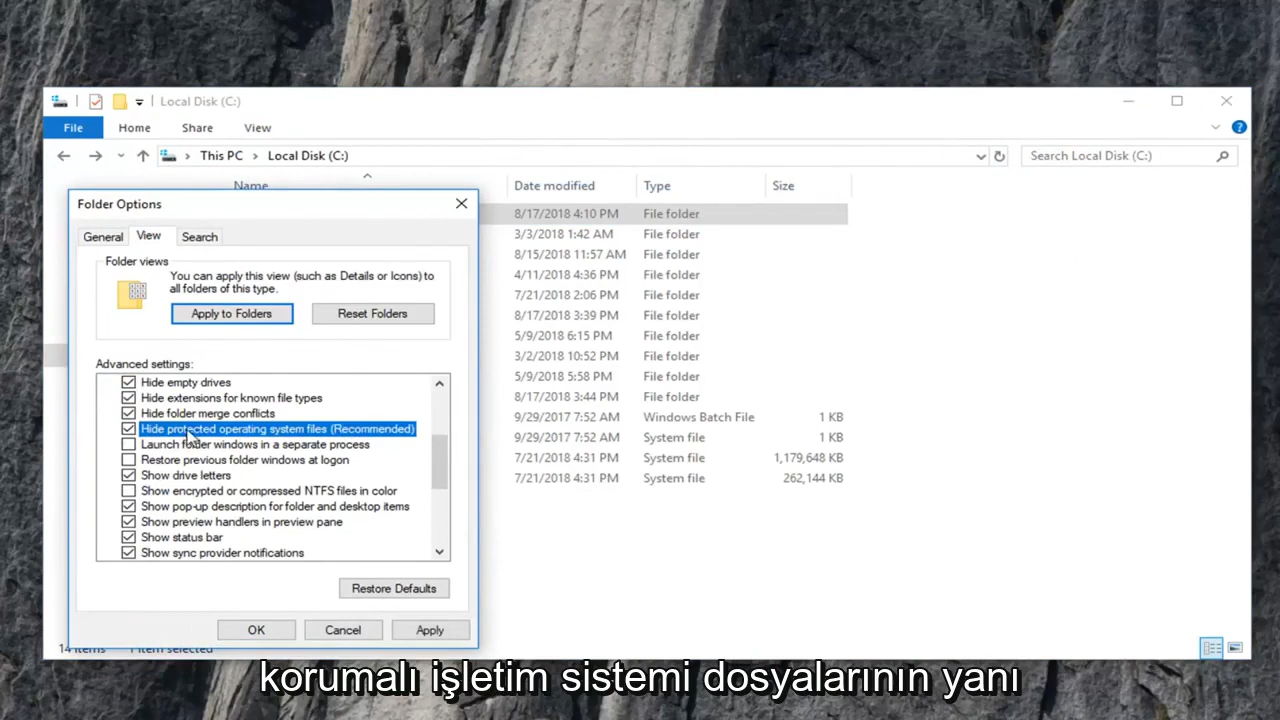 Local Disk (C:)
File Home Share View
This PC Local Disk (C:) Search Local Disk (C:)
Name Date modified Type Size
Folder Options
General View Search
Folder views
You can apply this view (such as Details or Icons) to
all folders of this type.
Apply to Folders Reset Folders
Advanced settings:
Hide empty drives
Hide extensions for known file types
Hide folder merge conflicts
Hide protected operating system files (Recommended)
Launch folder windows in a separate process
Restore previous folder windows at logon
Show drive letters
Show encrypted or compressed NTFS files in color
Show pop-up description for folder and desktop items
Show preview handlers in preview pane
Show status bar
Show sync provider notifications
Restore Defaults
OK Cancel Apply
8/17/2018 4:10 PM File folder
3/3/2018 1:42 AM File folder
8/15/2018 11:57 AM File folder
4/11/2018 4:36 PM File folder
7/21/2018 2:06 PM File folder
8/17/2018 3:39 PM File folder
5/9/2018 6:15 PM File folder
3/2/2018 10:52 PM File folder
5/9/2018 5:58 PM File folder
8/17/2018 3:44 PM File folder
9/29/2017 7:52 AM Windows Batch File 1 KB
9/29/2017 7:52 AM System file 1 KB
7/21/2018 4:31 PM System file 1,179,648 KB
7/21/2018 4:31 PM System file 262,144 KB
14 items 1 item selected
korumalı işletim sistemi dosyalarının yanı